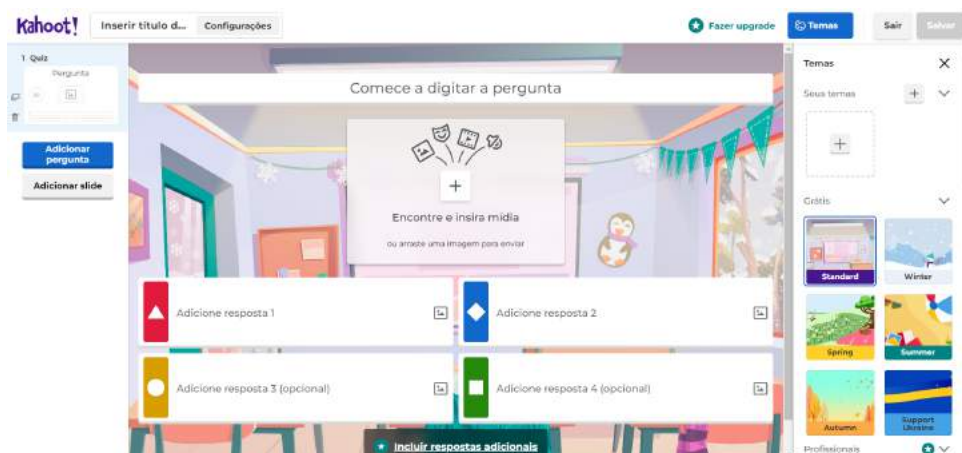 Kahoot!
Inserir título d...
Configurações
Fazer upgrade
Temas
Sair
Salvar
1 Quiz
Pergunta
Adicionar pergunta
Adicionar slide
Comece a digitar a pergunta
Encontre e insira mídia
ou arraste uma imagem para enviar
Adicione resposta 1
Adicione resposta 2
Adicione resposta 3 (opcional)
Adicione resposta 4 (opcional)
Incluir respostas adicionais
Temas
Seus temas
Grátis
Standard
Winter
Spring
Summer
Autumn
Support
Ukraine
Profissionais